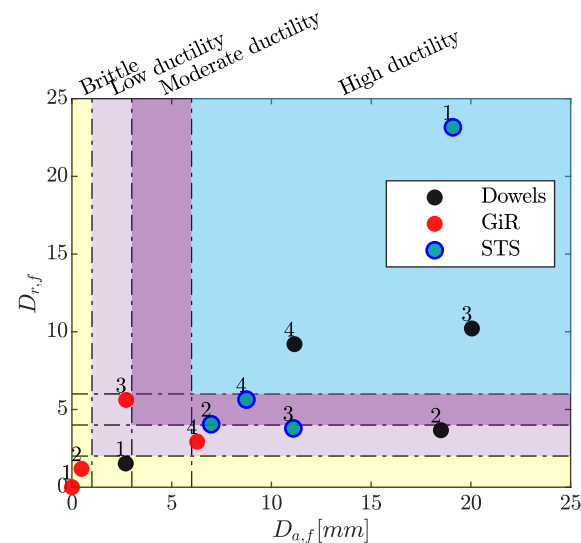 Brittle
Low ductility
Moderate ductility
High ductility
25
20
15
10
5
0
D_{r,f}
1
Dowels
GiR
STS
4
3
3
4
2
3
2
4
2
1
1
0
5
10
15
20
25
D_{a,f}[mm]